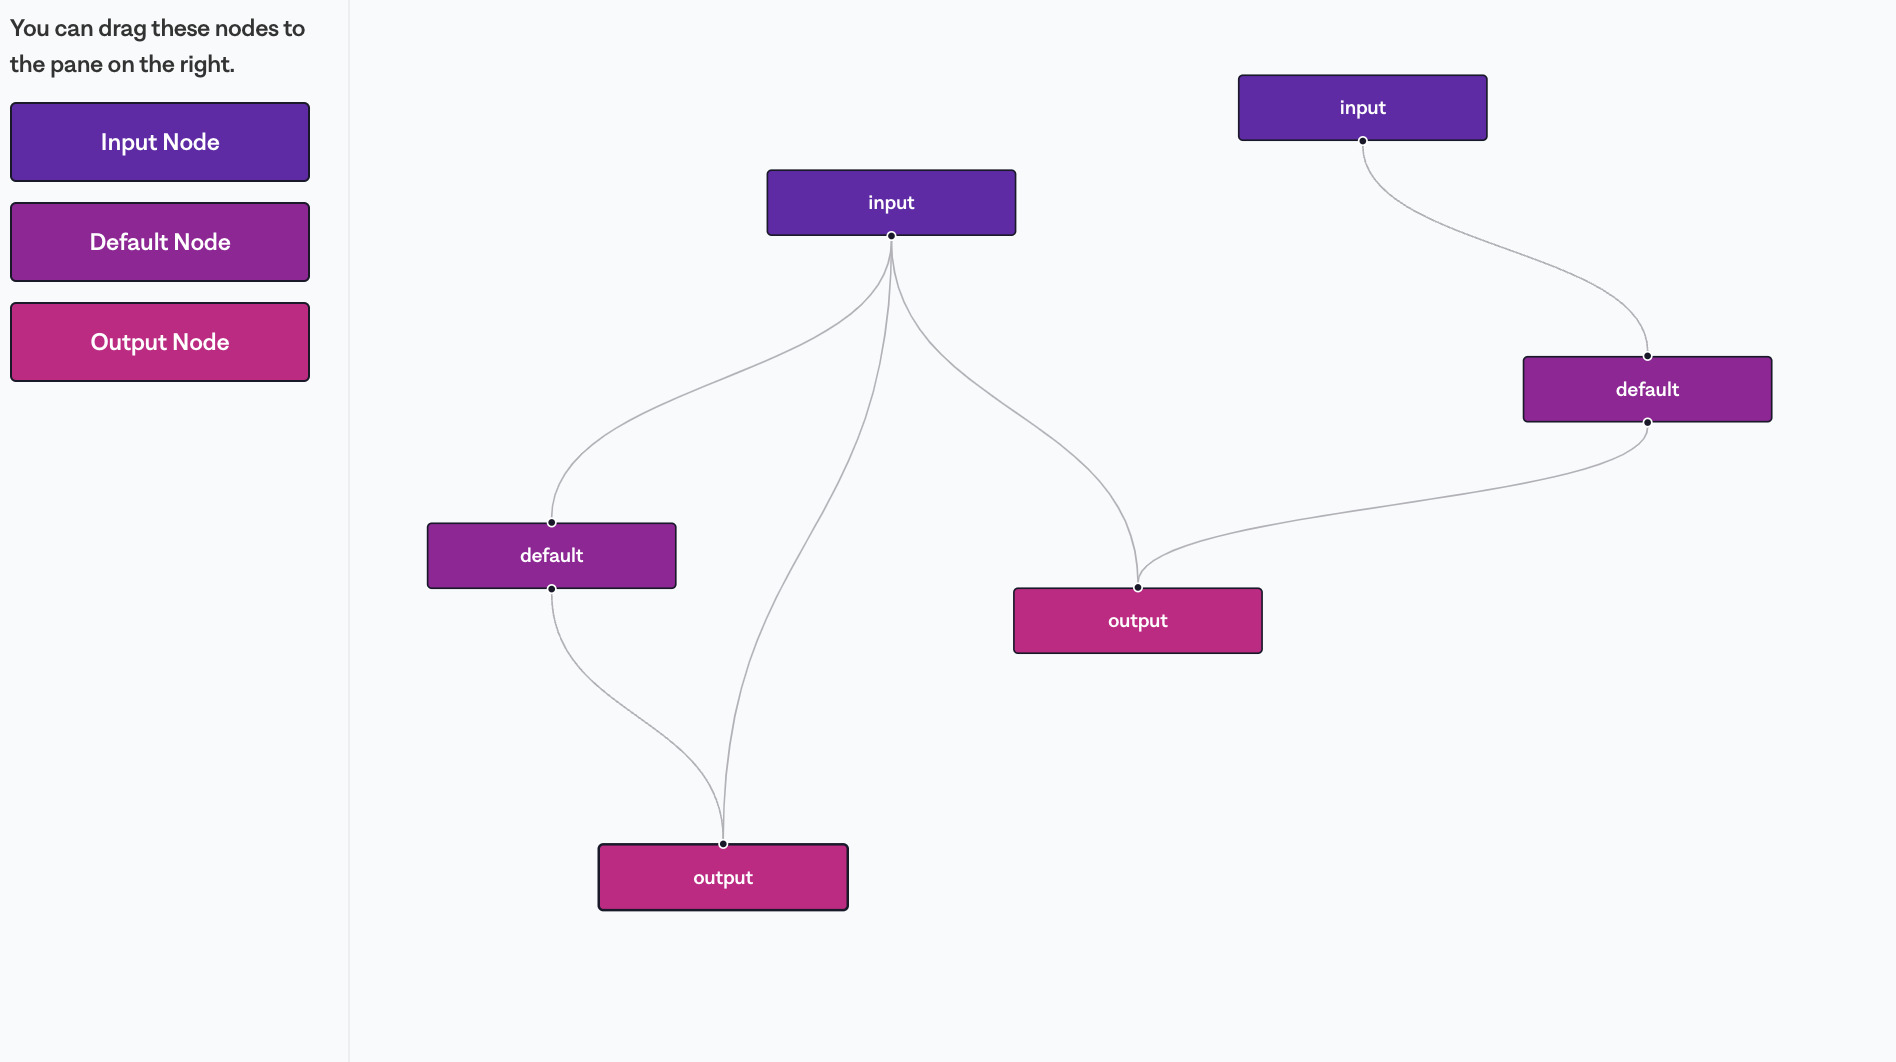 You can drag these nodes to
the pane on the right.
Input Node
Default Node
Output Node
input
input
default
default
output
output